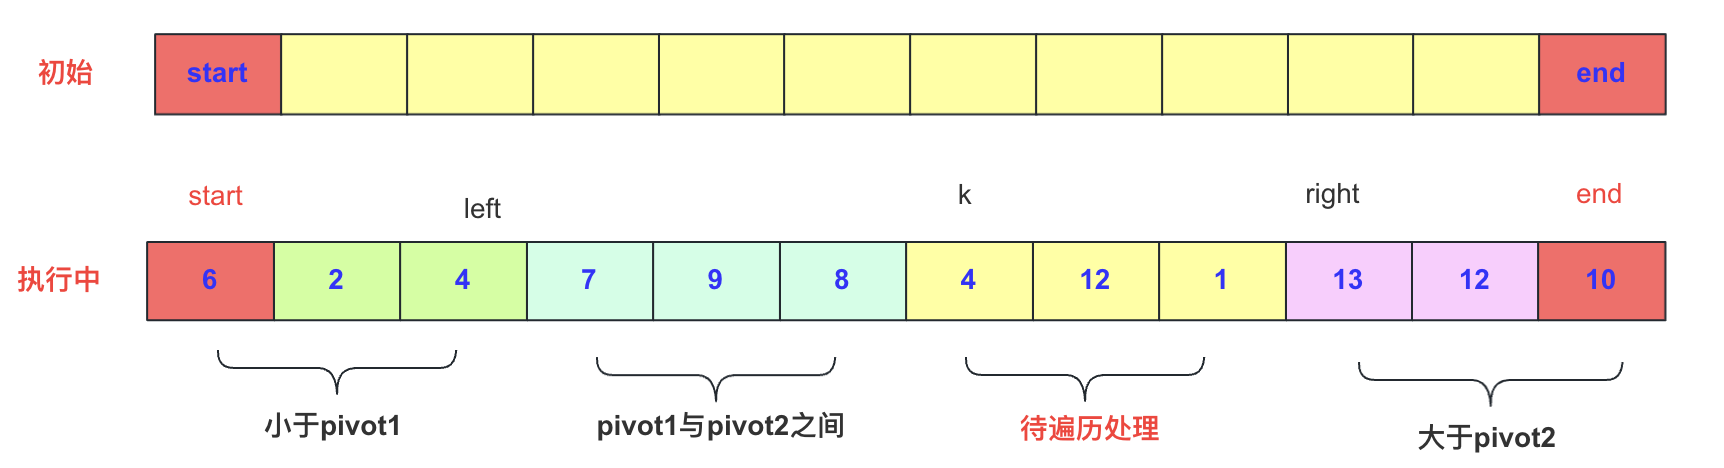 初始 start end
start left k right end
执行中 6 2 4 7 9 8 4 12 1 13 12 10
小于pivot1 pivot1与pivot2之间 待遍历处理 大于pivot2